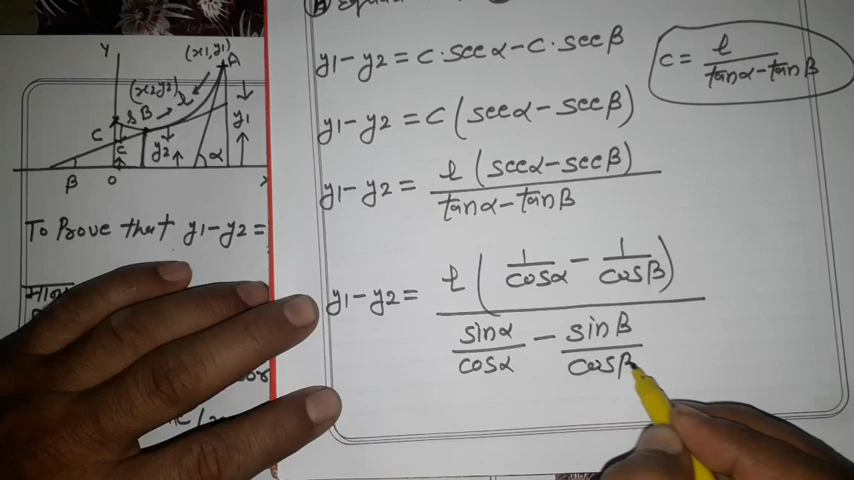 Y
(x1, y1)
A
(x2 y2) l
C S B
C y2 α y1
β O
To Prove that y1-y2 =
y1-y2 = C·secα-C·secβ
C = l / tanα-tanβ
y1-y2 = C (secα-secβ)
y1-y2 = l (secα-secβ) / tanα-tanβ
y1-y2 = l ( 1/cosα - 1/cosβ )
sinα/cosα - sinβ/cosβ